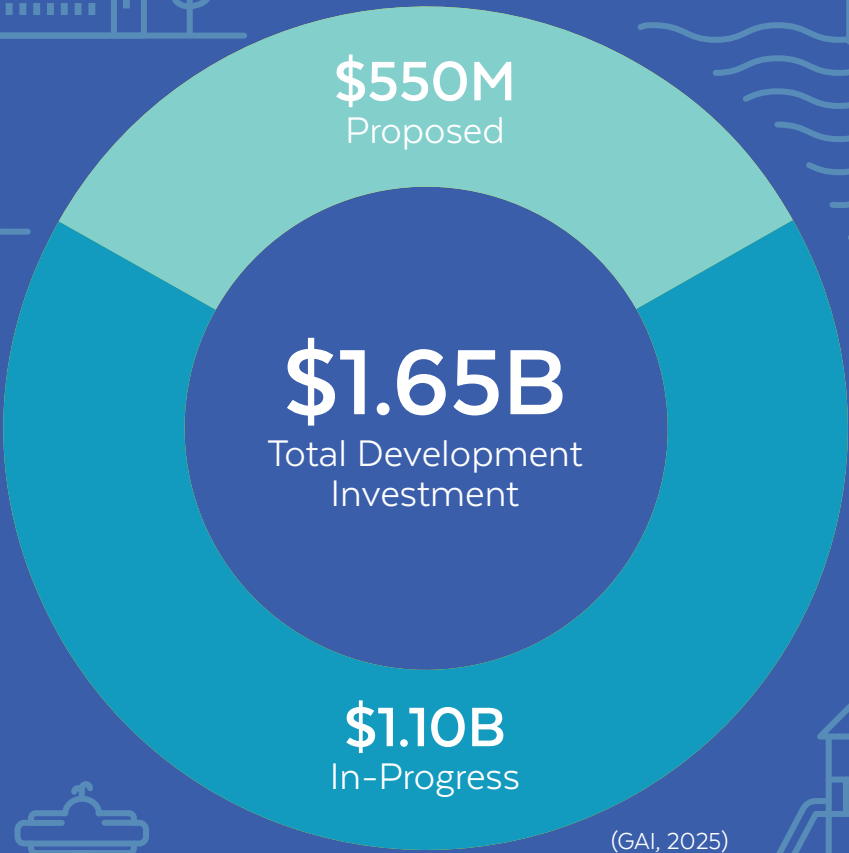 $550M
Proposed
$1.65B
Total Development
Investment
$1.10B
In-Progress
(GAI, 2025)